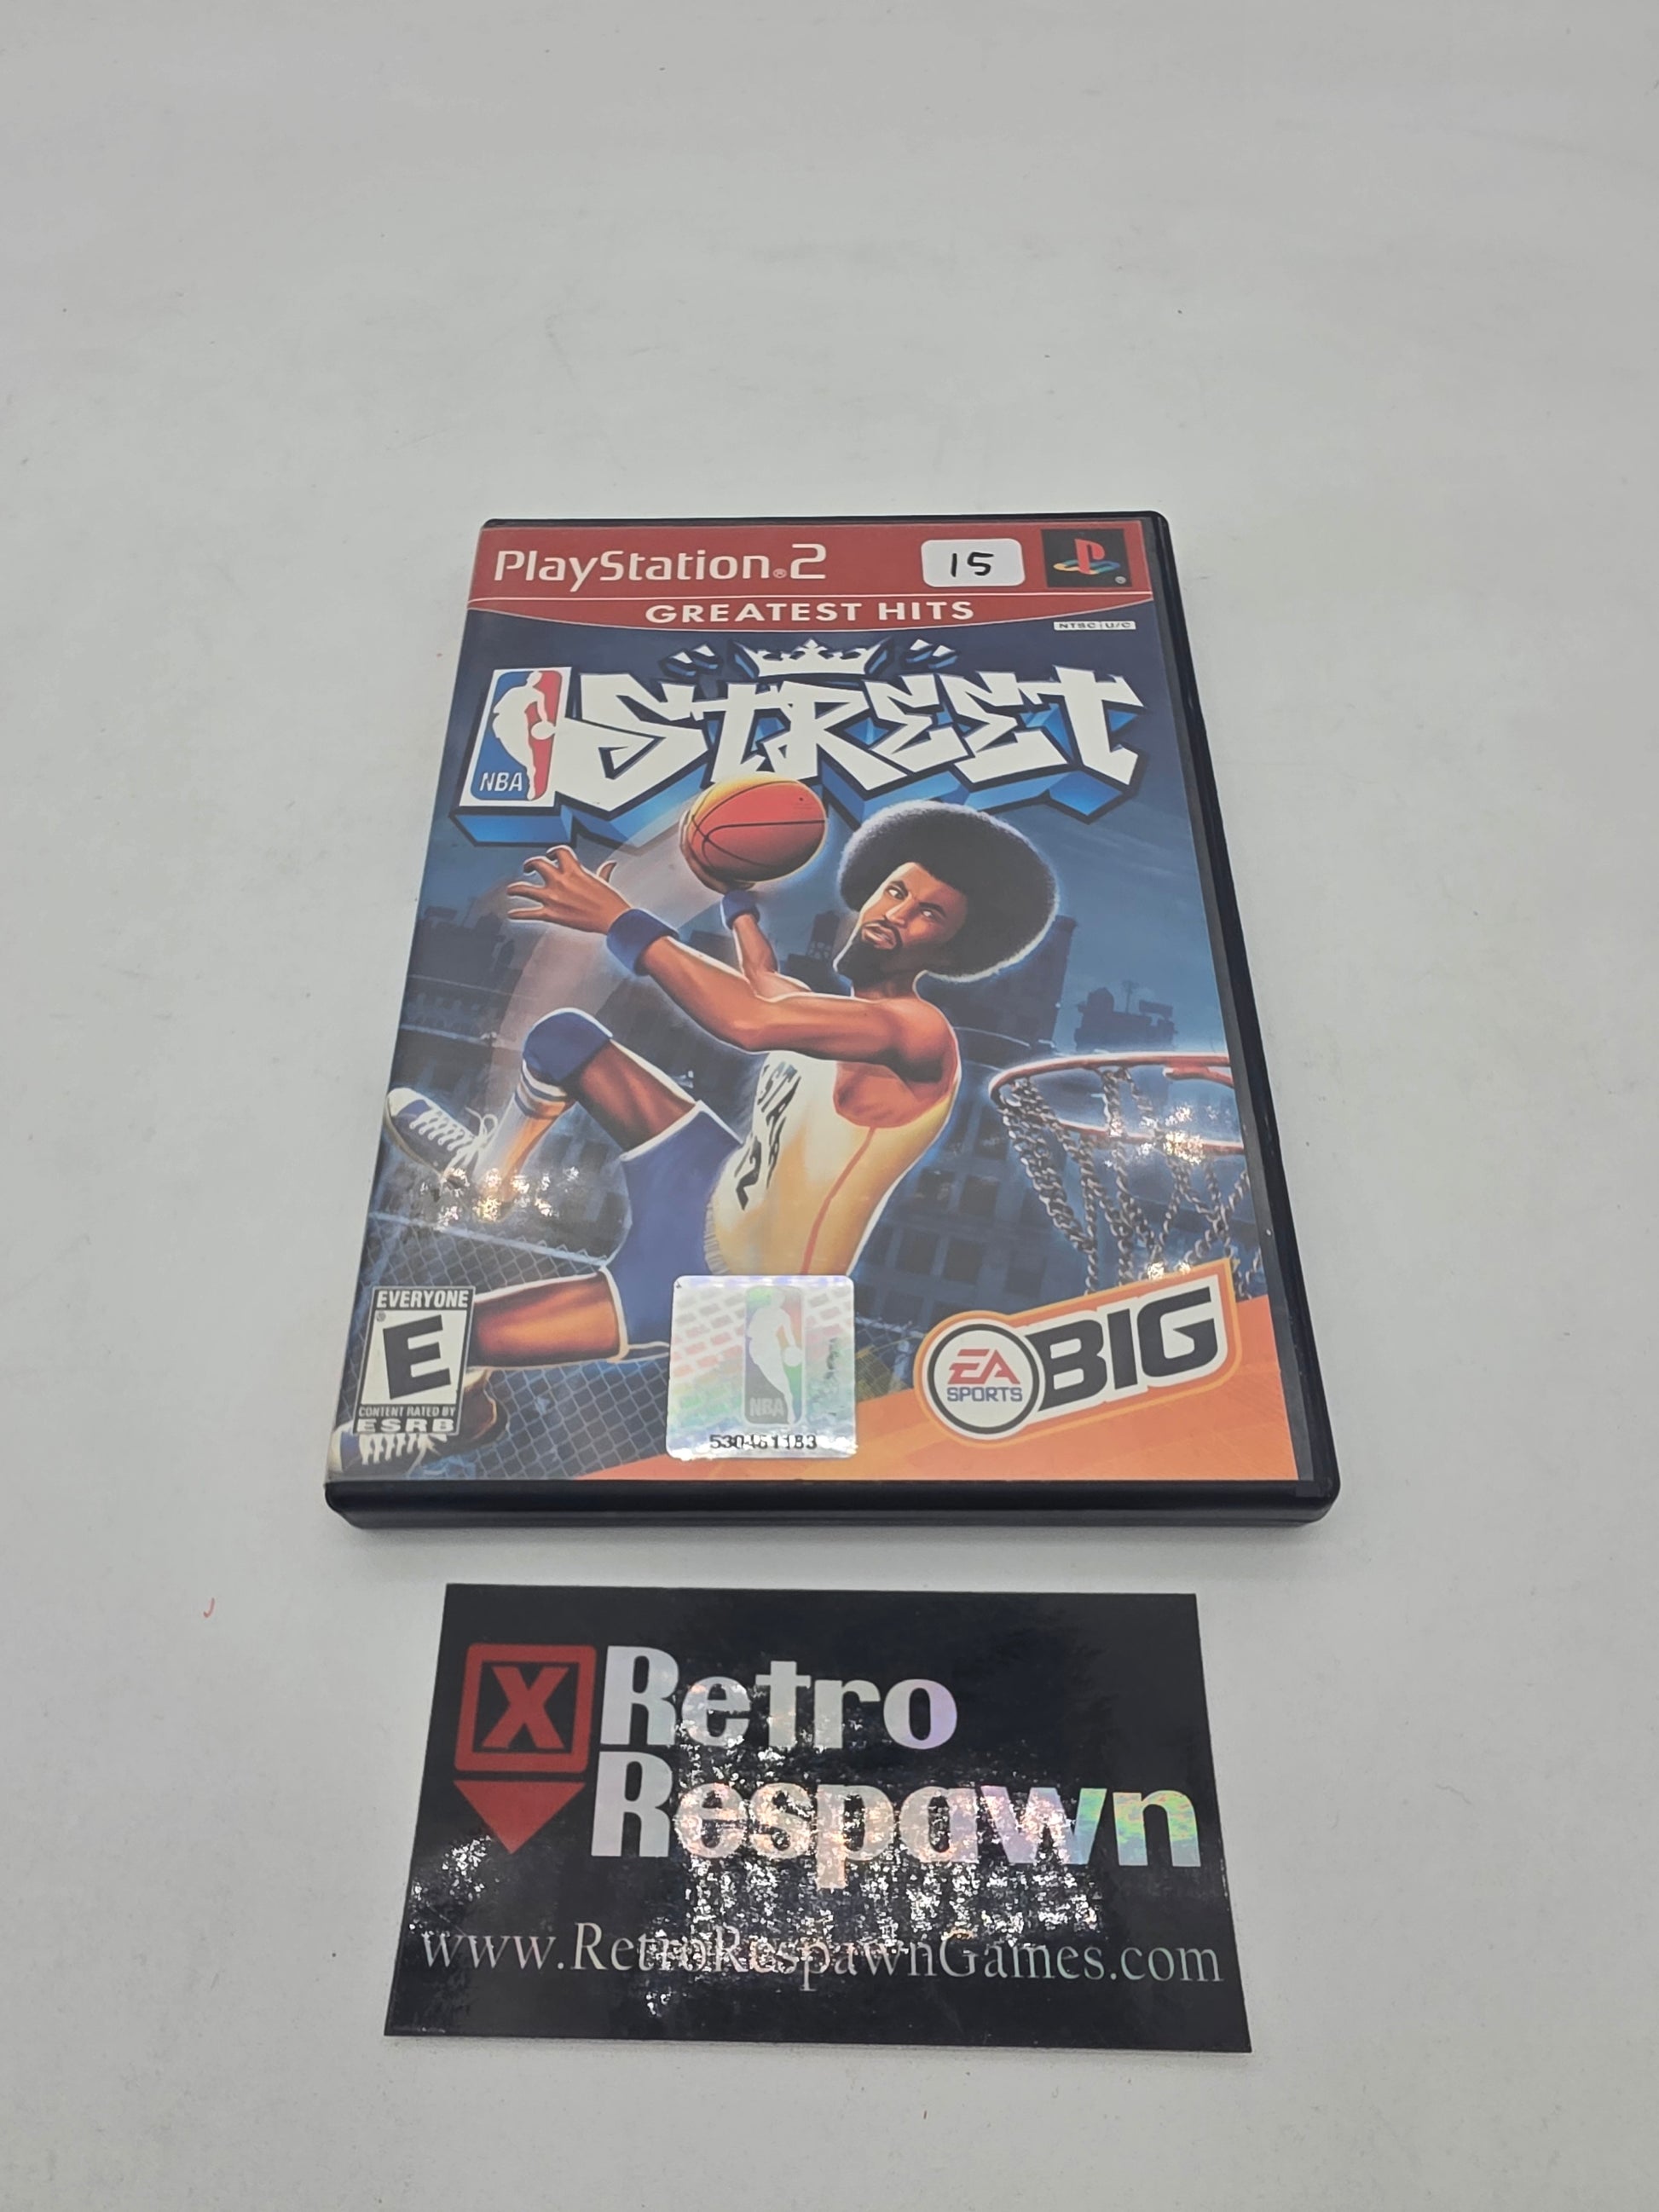 PlayStation®2
15
GREATEST HITS
NTSC U/C
NBA
STREET
STARS
EVERYONE
E
CONTENT RATED BY
ESRB
NBA
530461183
EA
SPORTS
BIG
X
Retro
Respawn
www.RetroRespawnGames.com